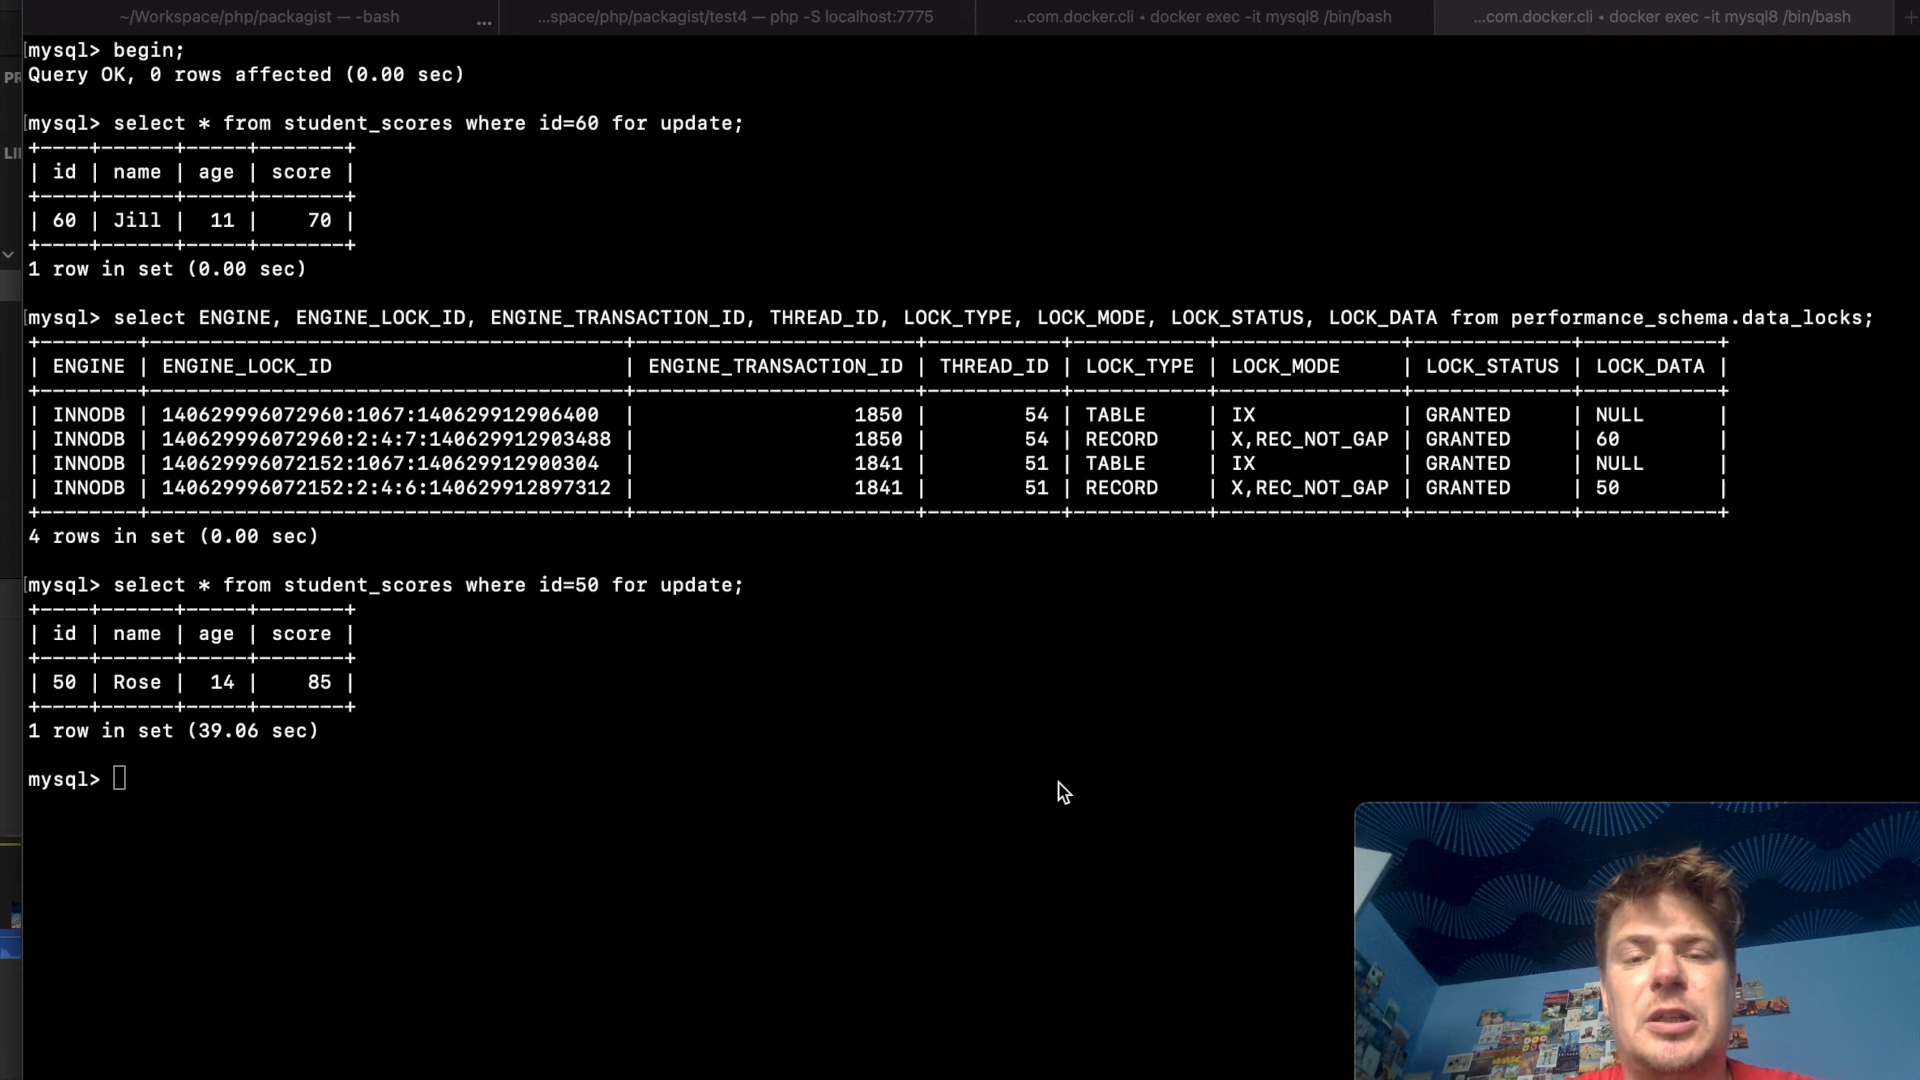 ~/Workspace/php/packagist — -bash
...
...space/php/packagist/test4 — php -S localhost:7775
...com.docker.cli ◂ docker exec -it mysql8 /bin/bash
...com.docker.cli ◂ docker exec -it mysql8 /bin/bash
+
PR
LI
[mysql> begin;
Query OK, 0 rows affected (0.00 sec)
[mysql> select * from student_scores where id=60 for update;
+----+------+-----+-------+
| id | name | age | score |
+----+------+-----+-------+
| 60 | Jill |  11 |    70 |
+----+------+-----+-------+
1 row in set (0.00 sec)
[mysql> select ENGINE, ENGINE_LOCK_ID, ENGINE_TRANSACTION_ID, THREAD_ID, LOCK_TYPE, LOCK_MODE, LOCK_STATUS, LOCK_DATA from performance_schema.data_locks;
+--------+---------------------------------------+-----------------------+-----------+-----------+---------------+-------------+-----------+
| ENGINE | ENGINE_LOCK_ID                        | ENGINE_TRANSACTION_ID | THREAD_ID | LOCK_TYPE | LOCK_MODE     | LOCK_STATUS | LOCK_DATA |
+--------+---------------------------------------+-----------------------+-----------+-----------+---------------+-------------+-----------+
| INNODB | 140629996072960:1067:140629912906400  |                  1850 |        54 | TABLE     | IX            | GRANTED     | NULL      |
| INNODB | 140629996072960:2:4:7:140629912903488 |                  1850 |        54 | RECORD    | X,REC_NOT_GAP | GRANTED     | 60        |
| INNODB | 140629996072152:1067:140629912900304  |                  1841 |        51 | TABLE     | IX            | GRANTED     | NULL      |
| INNODB | 140629996072152:2:4:6:140629912897312 |                  1841 |        51 | RECORD    | X,REC_NOT_GAP | GRANTED     | 50        |
+--------+---------------------------------------+-----------------------+-----------+-----------+---------------+-------------+-----------+
4 rows in set (0.00 sec)
[mysql> select * from student_scores where id=50 for update;
+----+------+-----+-------+
| id | name | age | score |
+----+------+-----+-------+
| 50 | Rose |  14 |    85 |
+----+------+-----+-------+
1 row in set (39.06 sec)
mysql>